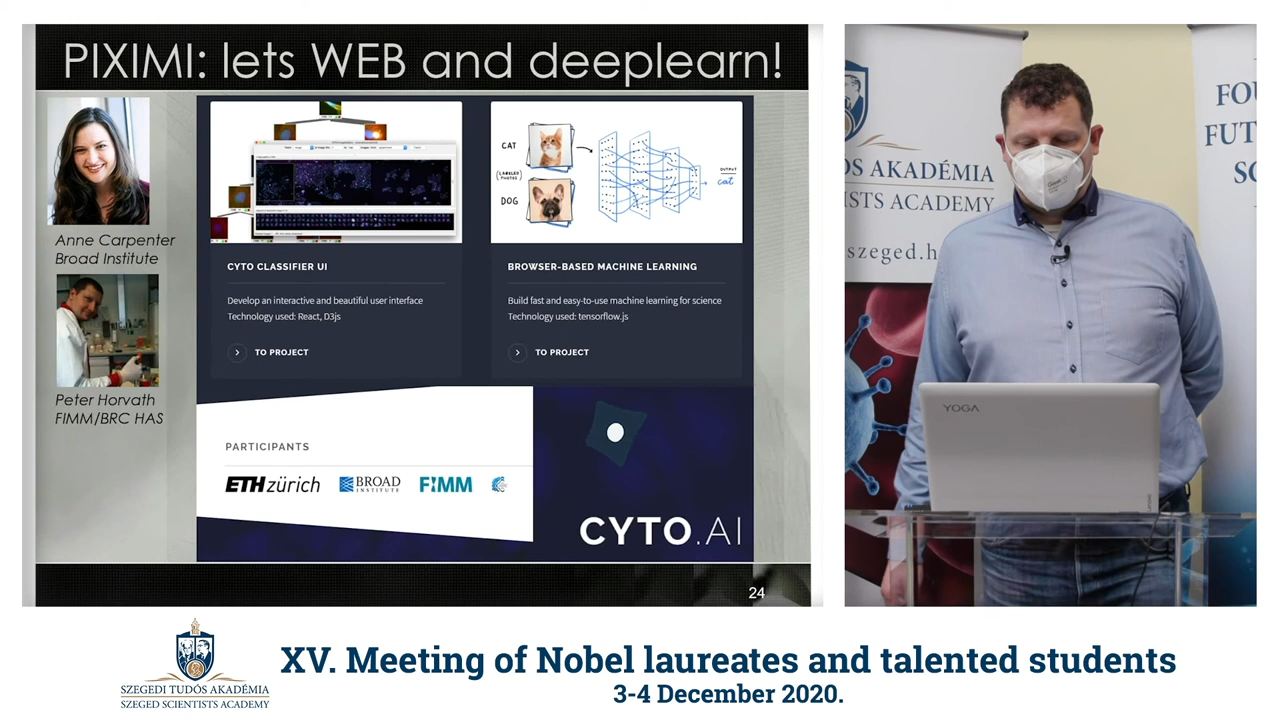 PIXIMI: lets WEB and deeplearn!
Anne Carpenter
Broad Institute
Peter Horvath
FIMM/BRC HAS
CAT
(LABELED
PHOTOS)
DOG
OUTPUT
cat
CYTO CLASSIFIER UI
Develop an interactive and beautiful user interface
Technology used: React, D3js
TO PROJECT
BROWSER-BASED MACHINE LEARNING
Build fast and easy-to-use machine learning for science
Technology used: tensorflow.js
TO PROJECT
PARTICIPANTS
ETH zürich
BROAD
INSTITUTE
FIMM
CYTO.AI
24
ÓS AKADÉMIA
IENTISTS ACADEMY
szeged.h
FOU
FUT
SC
YOGA
SZEGEDI TUDÓS AKADÉMIA
SZEGED SCIENTISTS ACADEMY
XV. Meeting of Nobel laureates and talented students
3-4 December 2020.